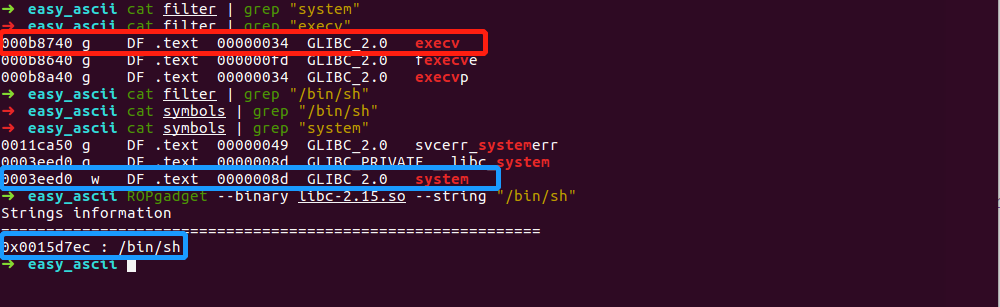 ➜ easy_ascii cat filter | grep "system"
➜ easy_ascii cat filter | grep "execv"
000b8740 g DF .text 00000034 GLIBC_2.0 execv
000b8640 g DF .text 000000fd GLIBC_2.0 fexecve
000b8a40 g DF .text 00000034 GLIBC_2.0 execvp
➜ easy_ascii cat filter | grep "/bin/sh"
➜ easy_ascii cat symbols | grep "/bin/sh"
➜ easy_ascii cat symbols | grep "system"
0011ca50 g DF .text 00000049 GLIBC_2.0 svcerr_systemerr
0003eed0 g DF .text 0000008d GLIBC_PRIVATE __libc_system
0003eed0 w DF .text 0000008d GLIBC_2.0 system
➜ easy_ascii ROPgadget --binary libc-2.15.so --string "/bin/sh"
Strings information
============================================================
0x0015d7ec : /bin/sh
➜ easy_ascii